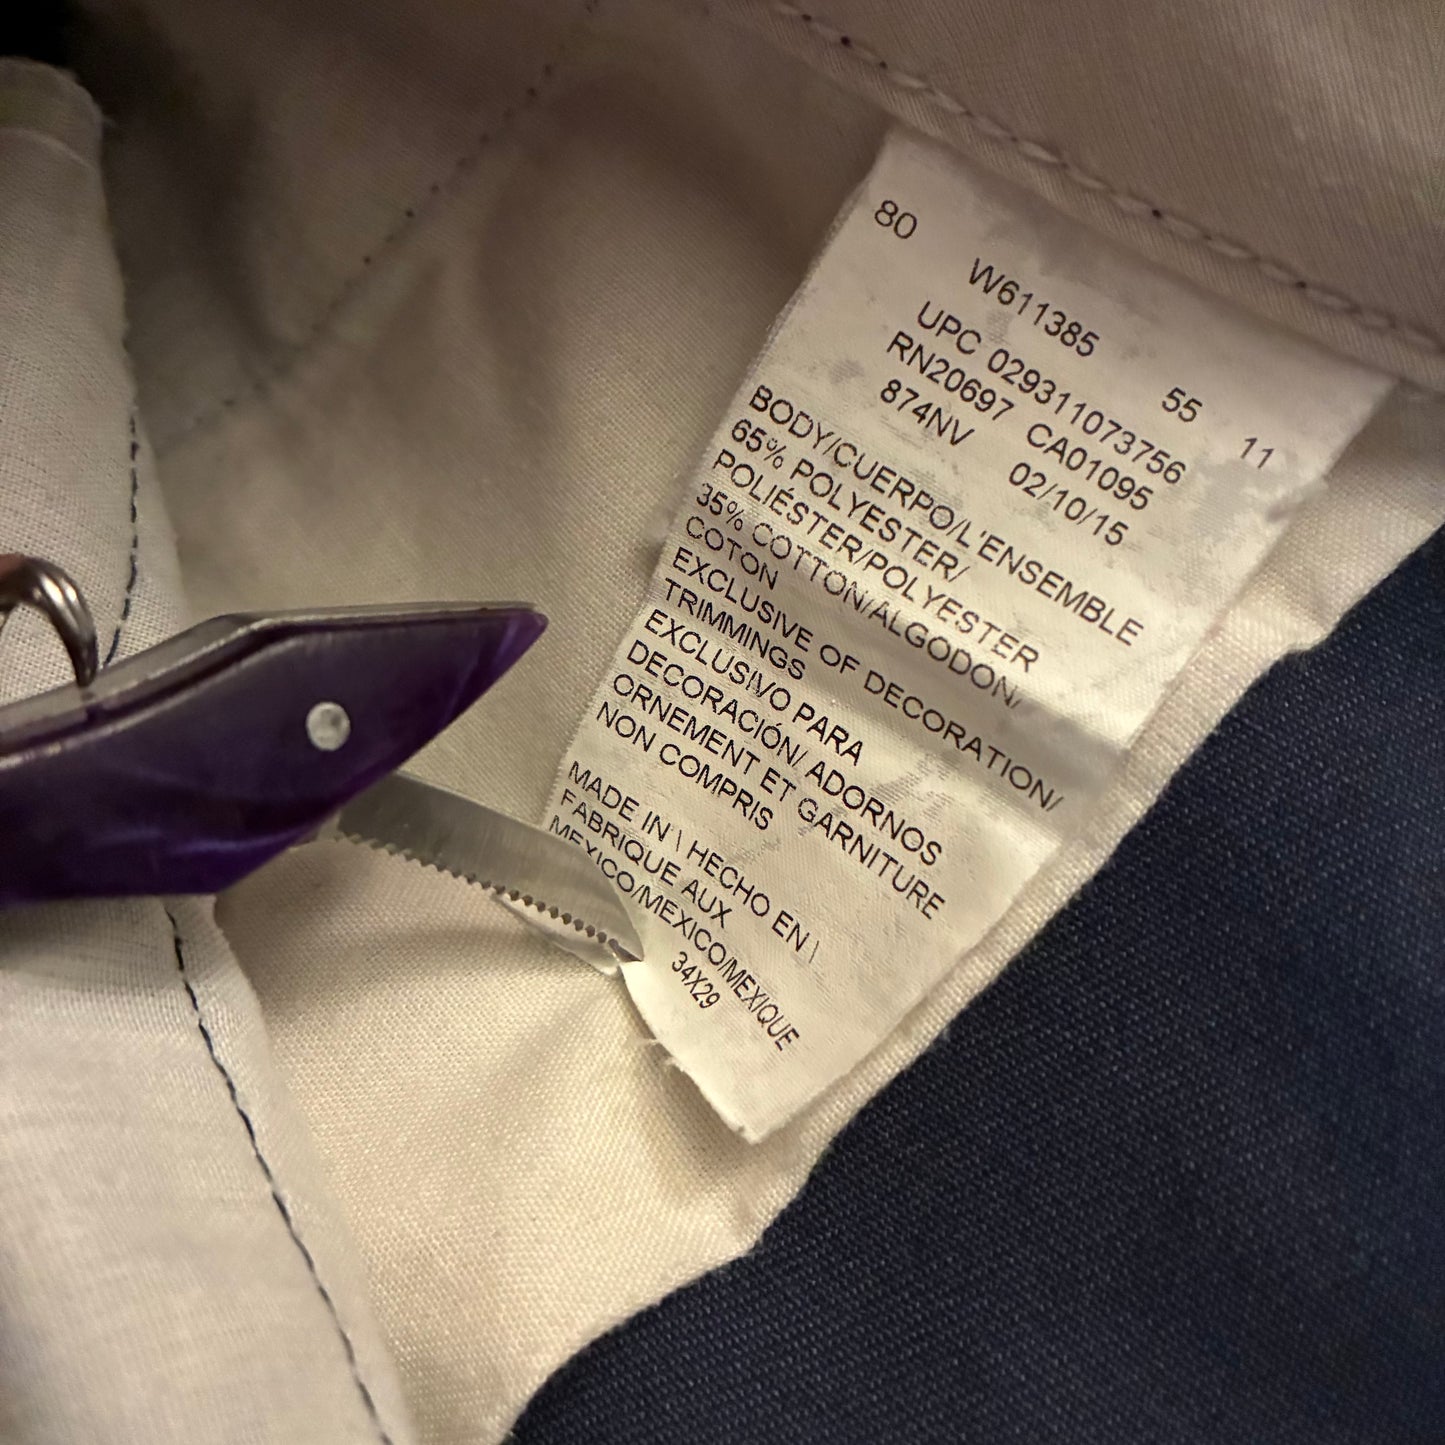 80
W611385 55 11
UPC 029311073756
RN20697 CA01095
874NV 02/10/15
BODY/CUERPO/L'ENSEMBLE
65% POLYESTER/
POLIÉSTER/POLYESTER
35% COTTON/ALGODON/
COTON
EXCLUSIVE OF DECORATION/
TRIMMINGS
EXCLUSIVO PARA
DECORACIÓN/ ADORNOS
ORNEMENT ET GARNITURE
NON COMPRIS
MADE IN \ HECHO EN \
FABRIQUE AUX
MEXICO/MEXICO/MEXIQUE
34X29